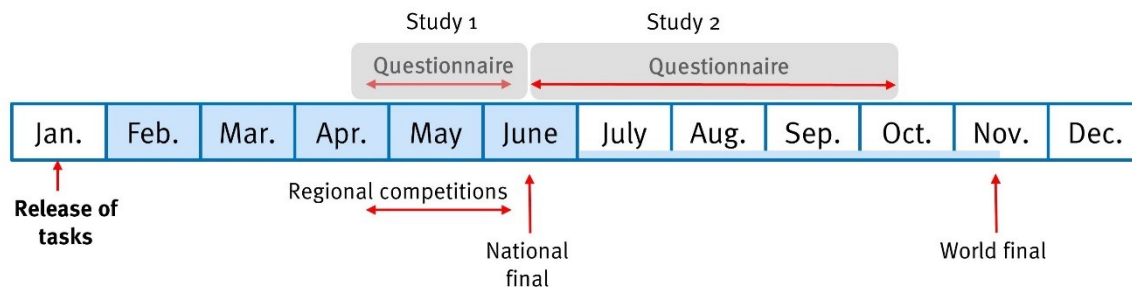 Study 1
Study 2
Questionnaire
Questionnaire
Jan.
Feb.
Mar.
Apr.
May
June
July
Aug.
Sep.
Oct.
Nov.
Dec.
Release of
tasks
Regional competitions
National
final
World final